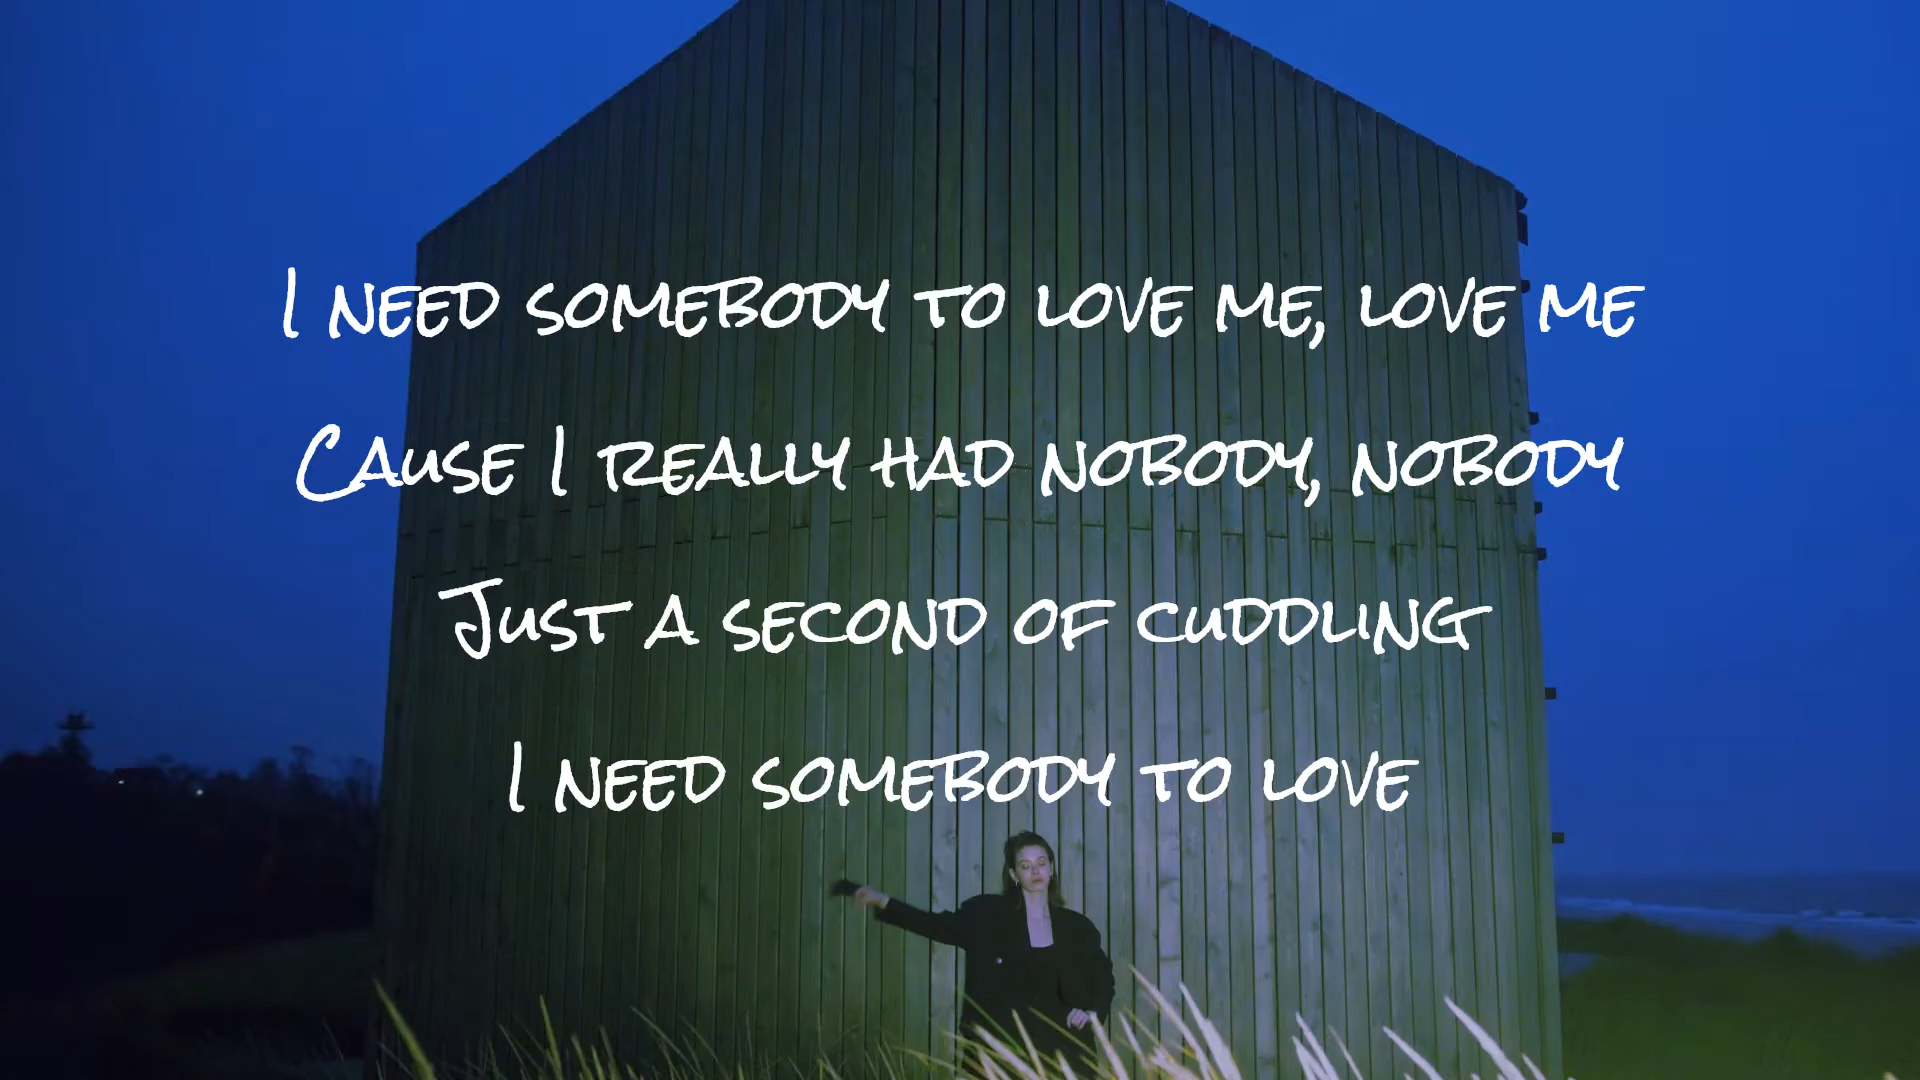 I need somebody to love me, love me
Cause I really had nobody, nobody
Just a second of cuddling
I need somebody to love